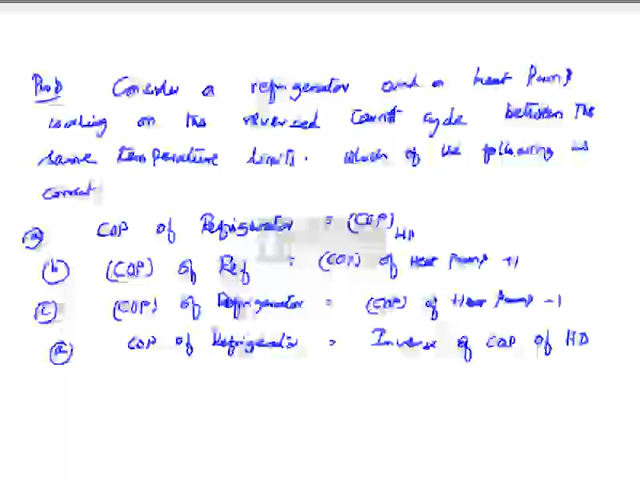 Prob Consider a refrigerator and a heat Pump
working on the reversed Carnot cycle between the
same temperature limits. which of the following is
correct
(a) COP of Refrigerator = (COP)HP
(b) (COP) of Ref = (COP) of Heat Pump +1
(c) (COP) of Refrigerator = (COP) of Heat Pump -1
(d) COP of Refrigerator = Inverse of COP of HP